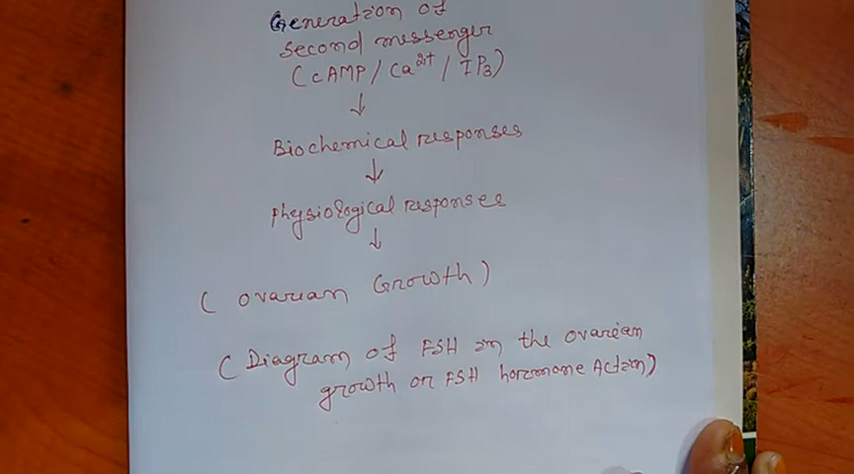 Generation of
second messenger
(cAMP/Ca2+/IP3)
↓
Biochemical responses
↓
physiological responses
↓
(ovarian Growth)
(Diagram of FSH in the ovarian
growth or FSH hormone Action)